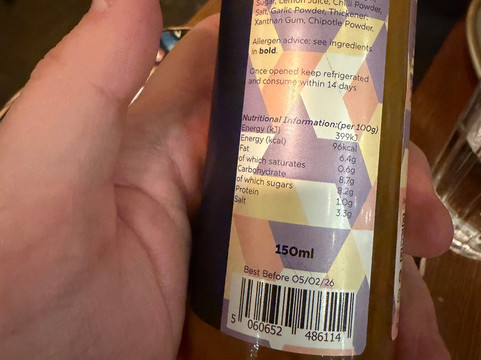 Sugar, Lemon Juice, Chilli Powder,
Salt, Garlic Powder, Thickener:
Xanthan Gum, Chipotle Powder.
Allergen advice: see ingredients
in bold.
Once opened keep refrigerated
and consume within 14 days
Nutritional Information:(per 100g)
Energy (kJ) 399kJ
Energy (kcal) 96kcal
Fat 6.4g
of which saturates 0.6g
Carbohydrate 8.7g
of which sugars 8.2g
Protein 1.0g
Salt 3.3g
150ml
Best Before 05/02/26
5 060652 486114